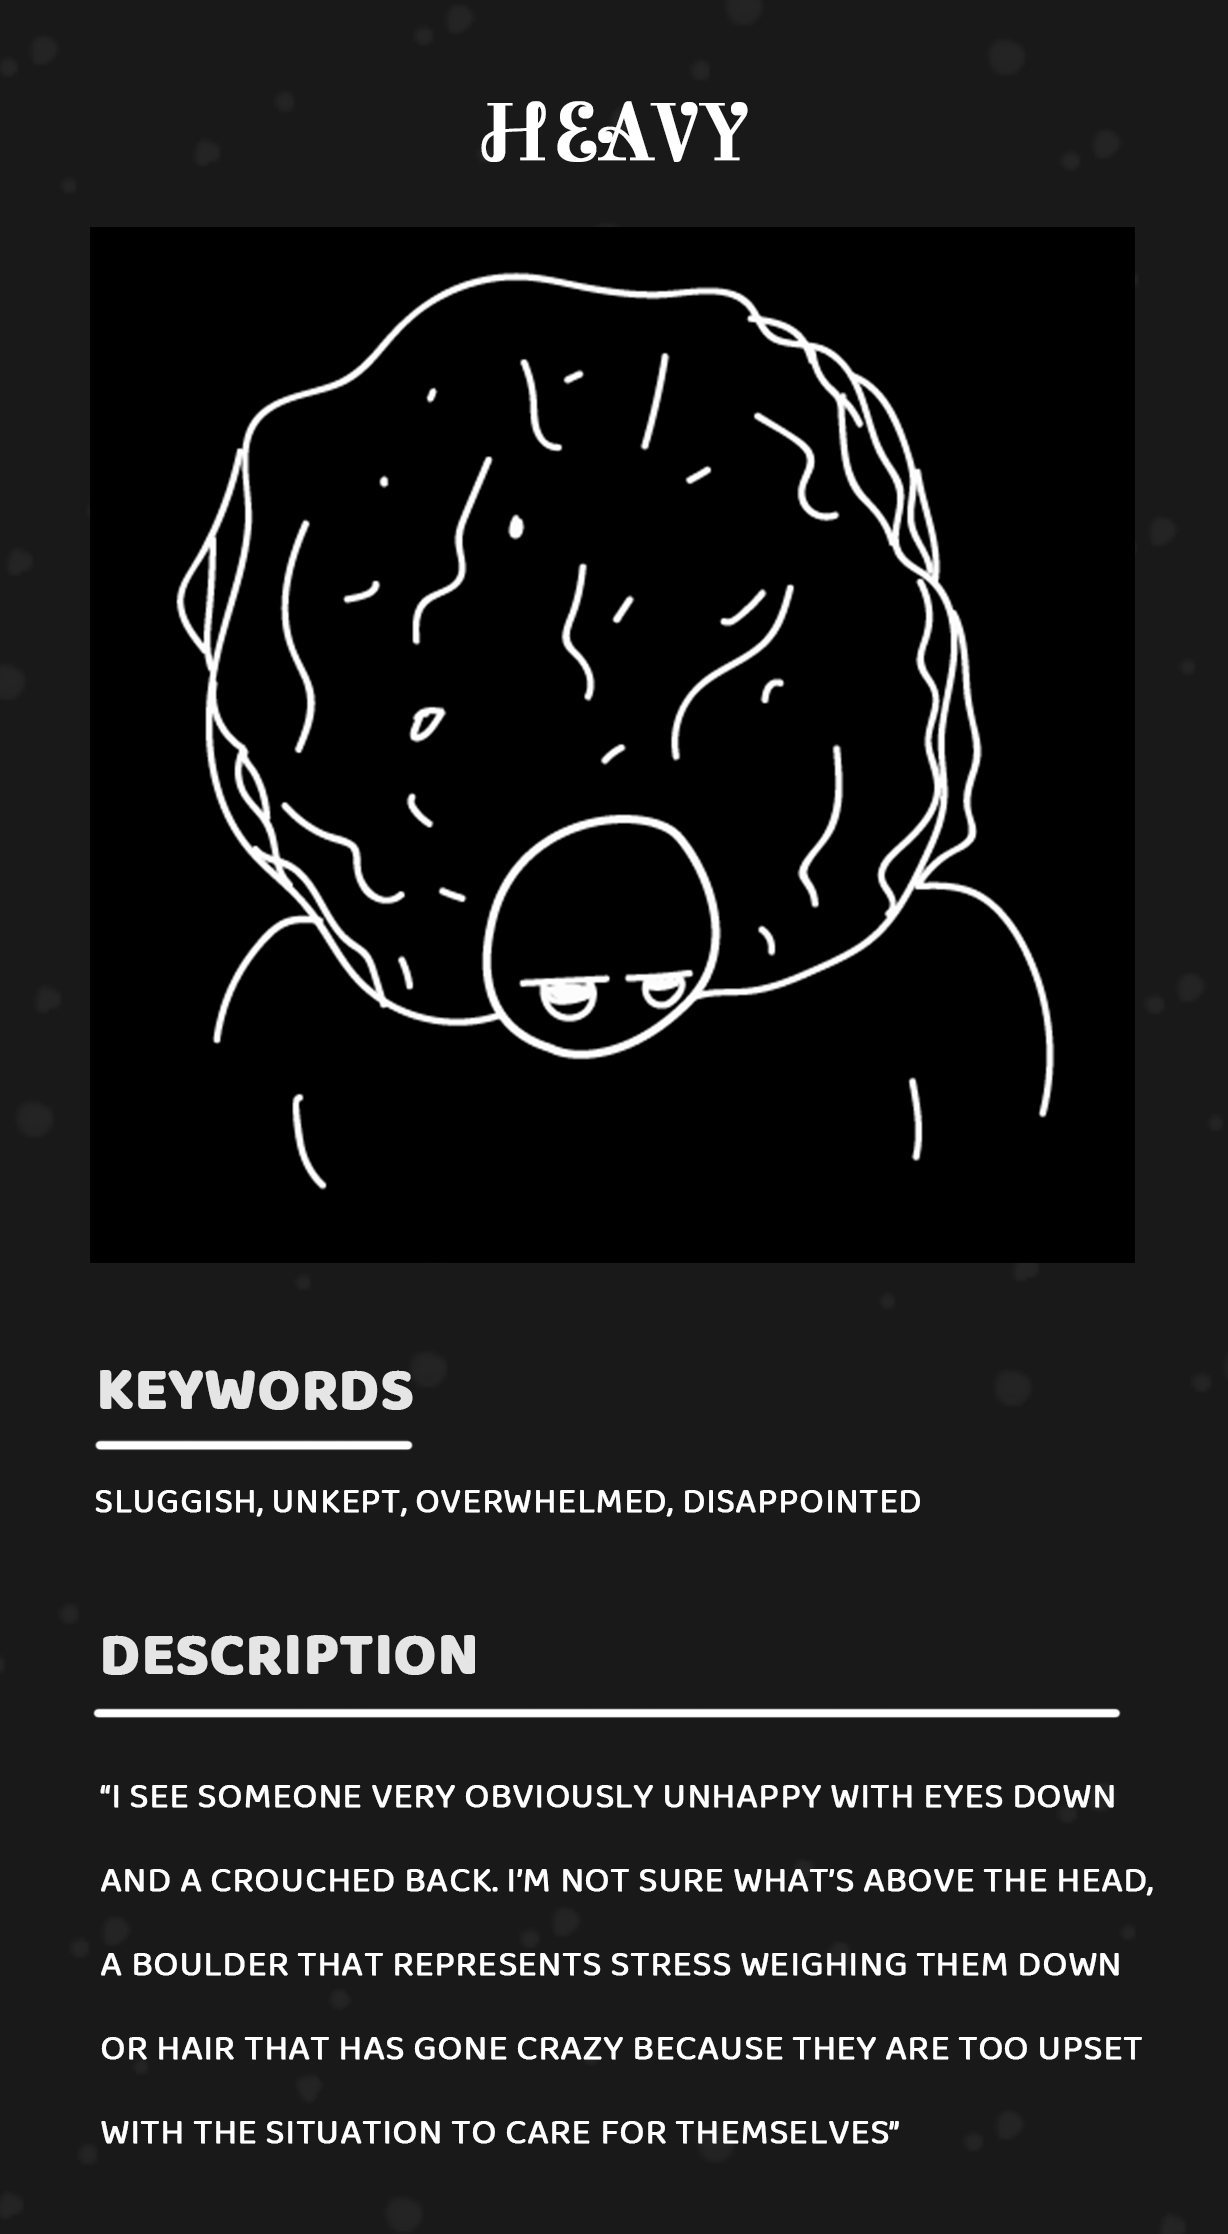 HEAVY
KEYWORDS
SLUGGISH, UNKEPT, OVERWHELMED, DISAPPOINTED
DESCRIPTION
“I SEE SOMEONE VERY OBVIOUSLY UNHAPPY WITH EYES DOWN
AND A CROUCHED BACK. I’M NOT SURE WHAT’S ABOVE THE HEAD,
A BOULDER THAT REPRESENTS STRESS WEIGHING THEM DOWN
OR HAIR THAT HAS GONE CRAZY BECAUSE THEY ARE TOO UPSET
WITH THE SITUATION TO CARE FOR THEMSELVES”